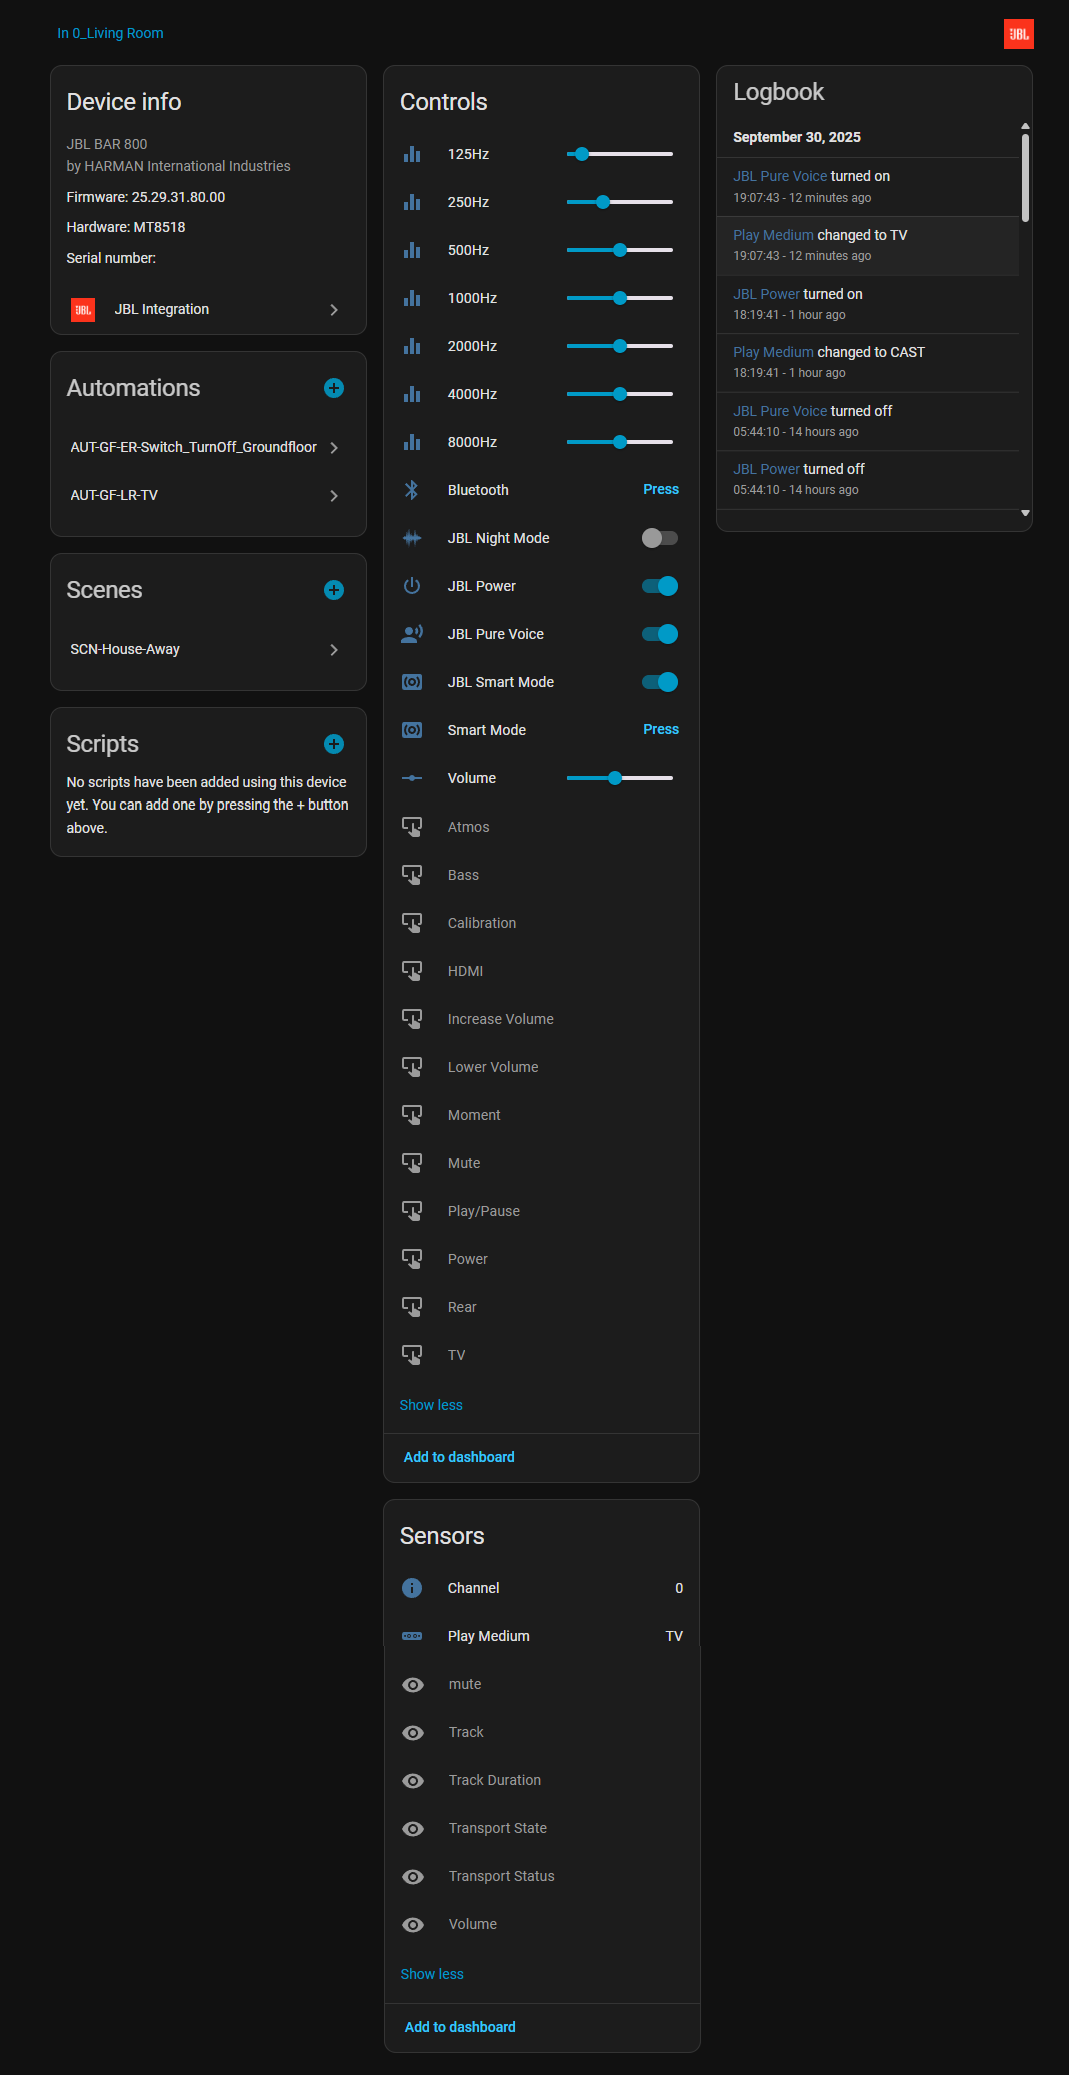 In 0_Living Room
JBL
Device info
JBL BAR 800
by HARMAN International Industries
Firmware: 25.29.31.80.00
Hardware: MT8518
Serial number:
JBL
JBL Integration
Automations
AUT-GF-ER-Switch_TurnOff_Groundfloor
AUT-GF-LR-TV
Scenes
SCN-House-Away
Scripts
No scripts have been added using this device
yet. You can add one by pressing the + button
above.
Controls
125Hz
250Hz
500Hz
1000Hz
2000Hz
4000Hz
8000Hz
Bluetooth Press
JBL Night Mode
JBL Power
JBL Pure Voice
JBL Smart Mode
Smart Mode Press
Volume
Atmos
Bass
Calibration
HDMI
Increase Volume
Lower Volume
Moment
Mute
Play/Pause
Power
Rear
TV
Show less
Add to dashboard
Sensors
Channel 0
Play Medium TV
mute
Track
Track Duration
Transport State
Transport Status
Volume
Show less
Add to dashboard
Logbook
September 30, 2025
JBL Pure Voice turned on
19:07:43 - 12 minutes ago
Play Medium changed to TV
19:07:43 - 12 minutes ago
JBL Power turned on
18:19:41 - 1 hour ago
Play Medium changed to CAST
18:19:41 - 1 hour ago
JBL Pure Voice turned off
05:44:10 - 14 hours ago
JBL Power turned off
05:44:10 - 14 hours ago